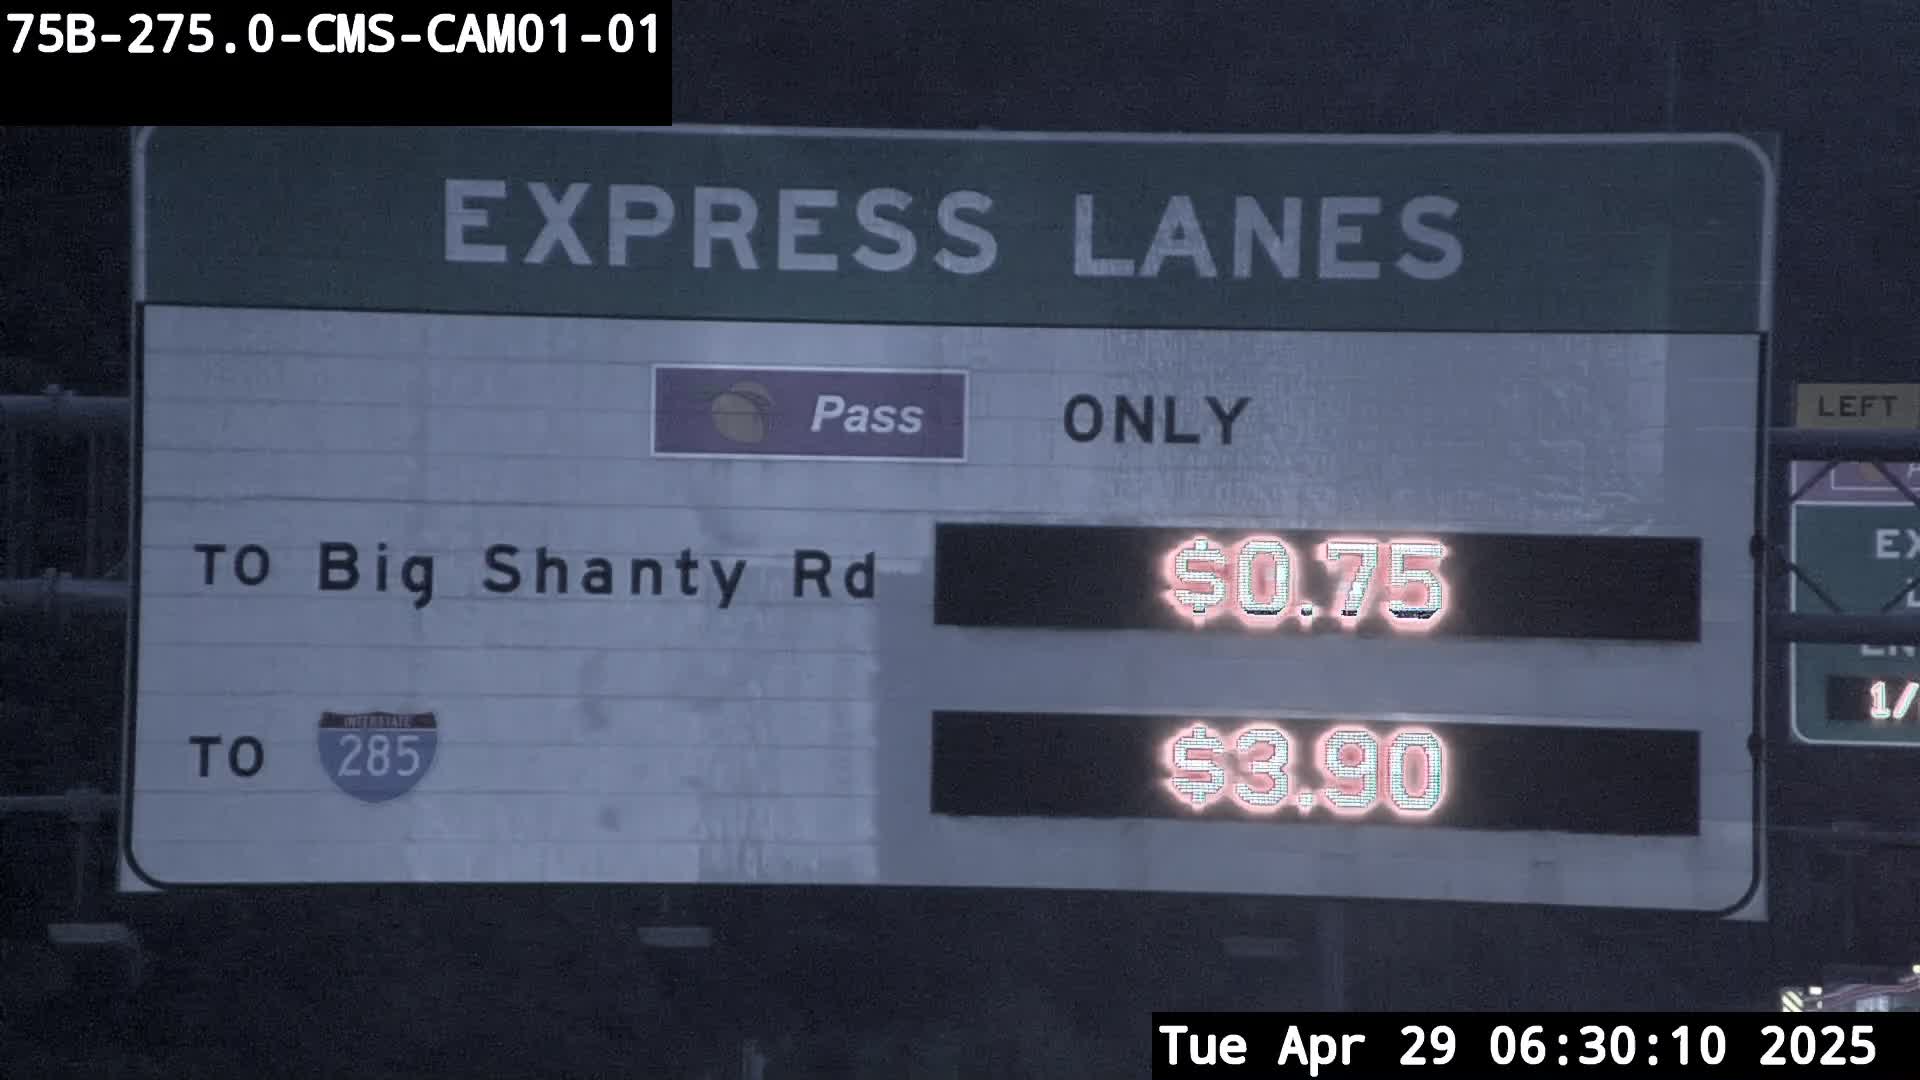 75B-275.0-CMS-CAM01-01
EXPRESS LANES
Pass ONLY
TO Big Shanty Rd $0.75
TO INTERSTATE 285 $3.90
LEFT
1/
Tue Apr 29 06:30:10 2025